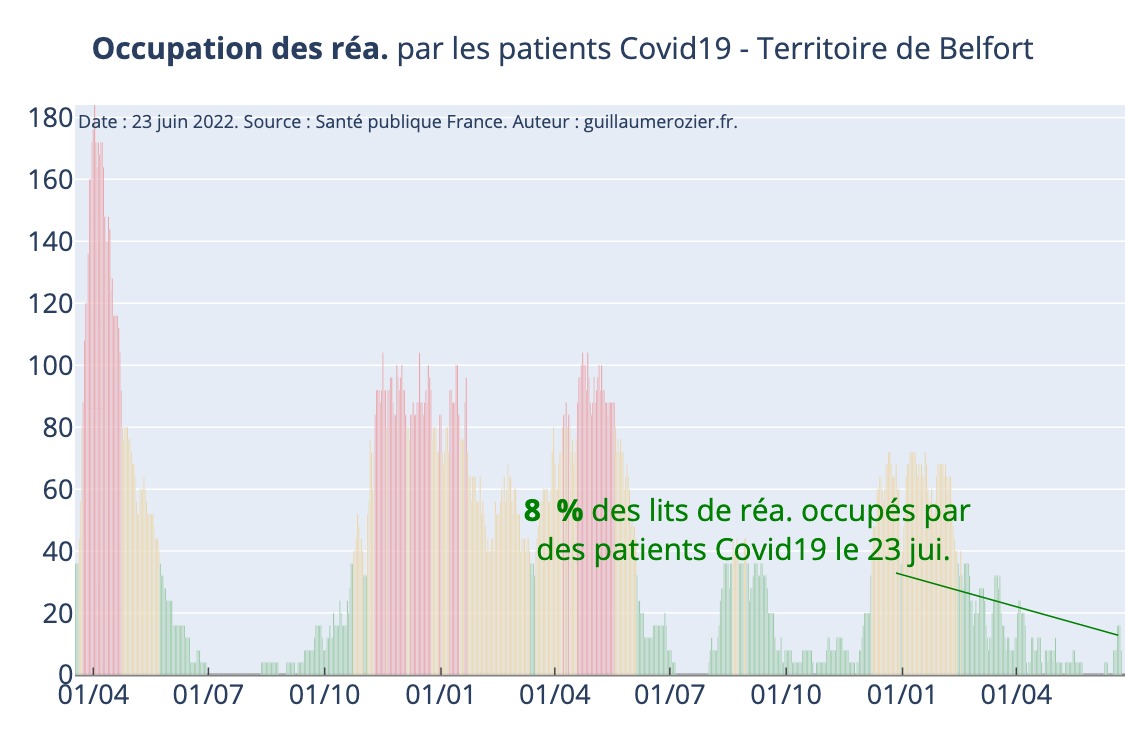 Occupation des réa. par les patients Covid19 - Territoire de Belfort
180
Date : 23 juin 2022. Source : Santé publique France. Auteur : guillaumerozier.fr.
160
140
120
100
80
60
8 % des lits de réa. occupés par
des patients Covid19 le 23 jui.
40
20
0
01/04 01/07 01/10 01/01 01/04 01/07 01/10 01/01 01/04